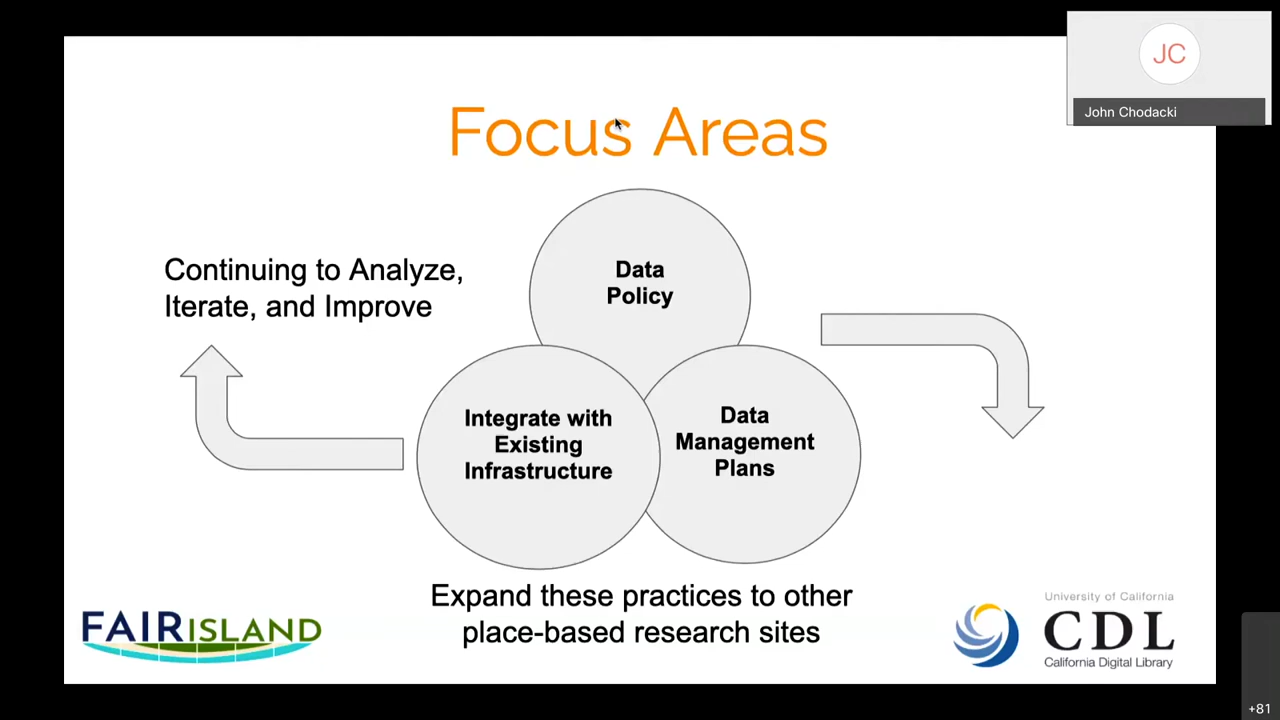 JC
John Chodacki
Focus Areas
Continuing to Analyze,
Iterate, and Improve
Data
Policy
Integrate with
Existing
Infrastructure
Data
Management
Plans
Expand these practices to other
place-based research sites
FAIRISLAND
University of California
CDL
California Digital Library
+81